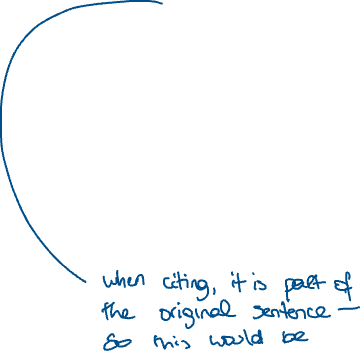 when citing, it is part of
the original sentence —
so this would be